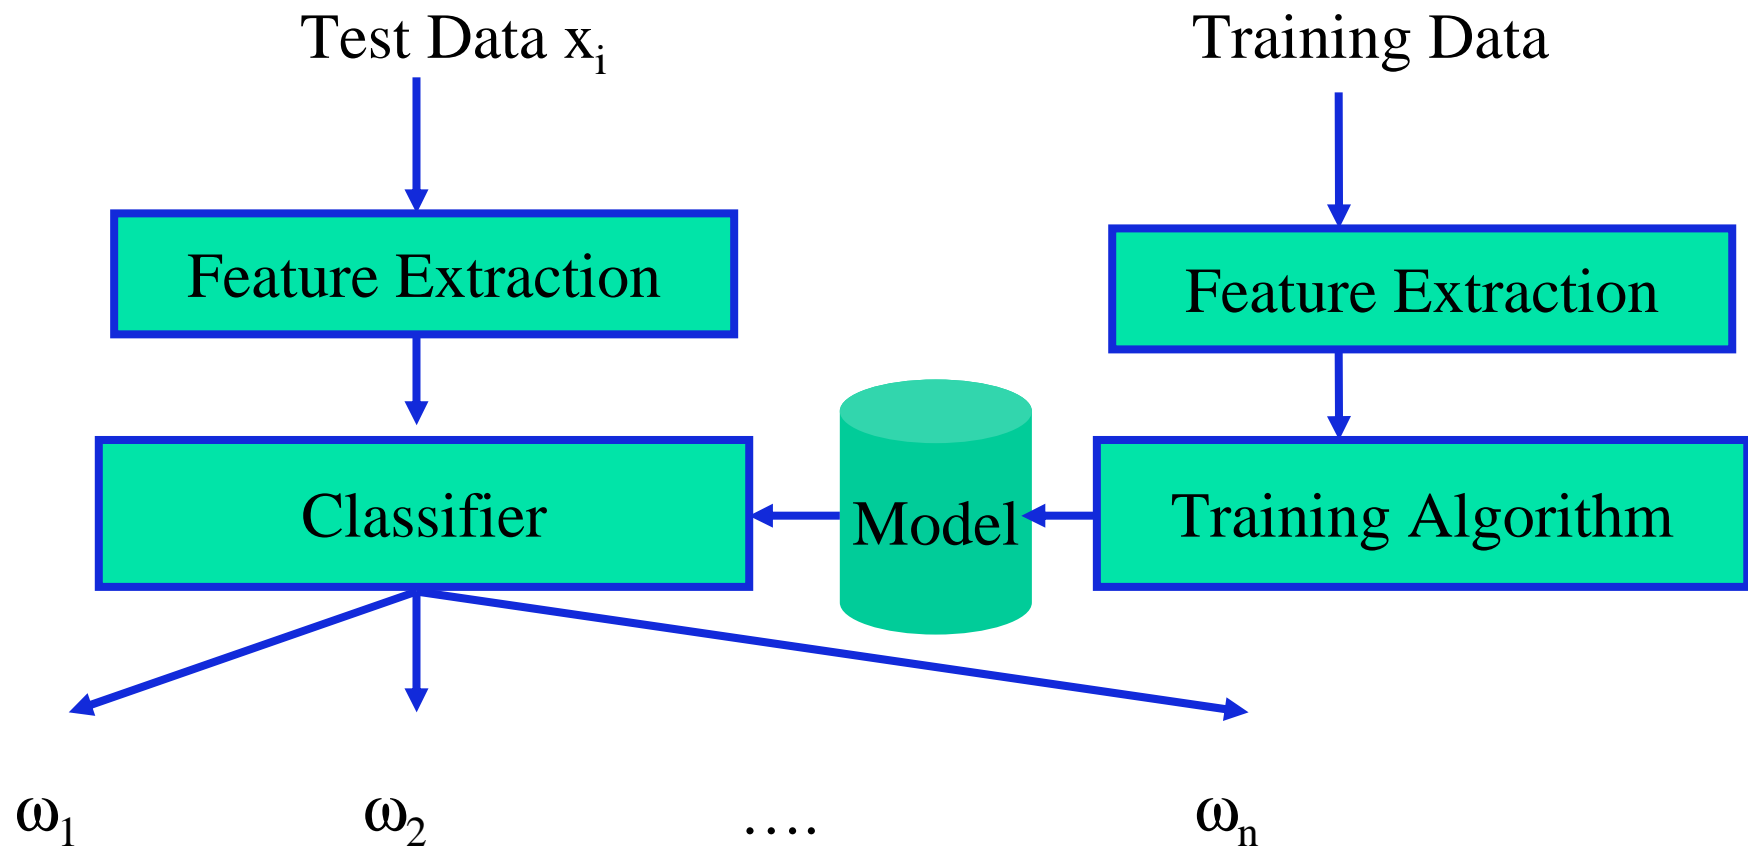 Test Data xᵢ
Training Data
Feature Extraction
Feature Extraction
Classifier
Model
Training Algorithm
ω₁ ω₂ .... ωₙ